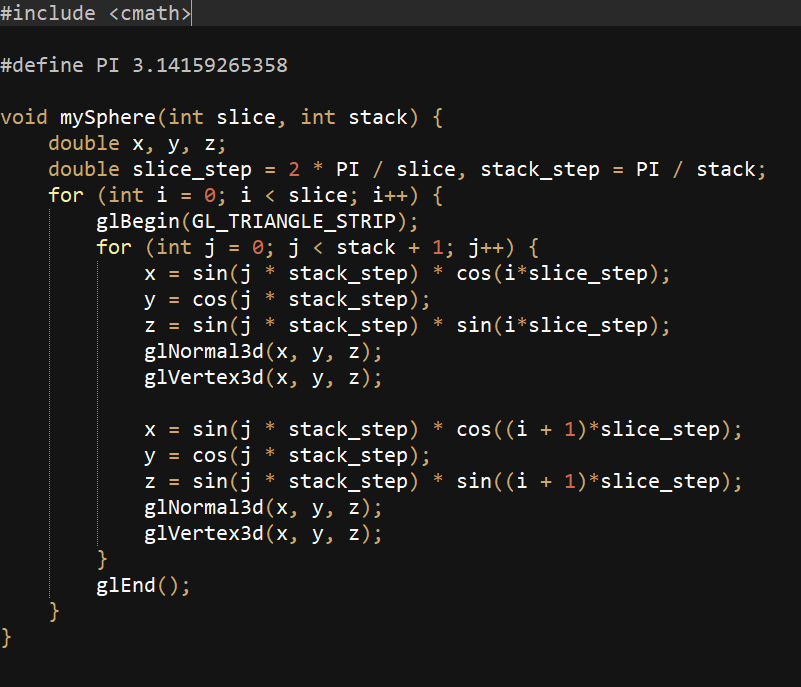 #include <cmath>
#define PI 3.14159265358
void mySphere(int slice, int stack) {
    double x, y, z;
    double slice_step = 2 * PI / slice, stack_step = PI / stack;
    for (int i = 0; i < slice; i++) {
        glBegin(GL_TRIANGLE_STRIP);
        for (int j = 0; j < stack + 1; j++) {
            x = sin(j * stack_step) * cos(i*slice_step);
            y = cos(j * stack_step);
            z = sin(j * stack_step) * sin(i*slice_step);
            glNormal3d(x, y, z);
            glVertex3d(x, y, z);
            x = sin(j * stack_step) * cos((i + 1)*slice_step);
            y = cos(j * stack_step);
            z = sin(j * stack_step) * sin((i + 1)*slice_step);
            glNormal3d(x, y, z);
            glVertex3d(x, y, z);
        }
        glEnd();
    }
}